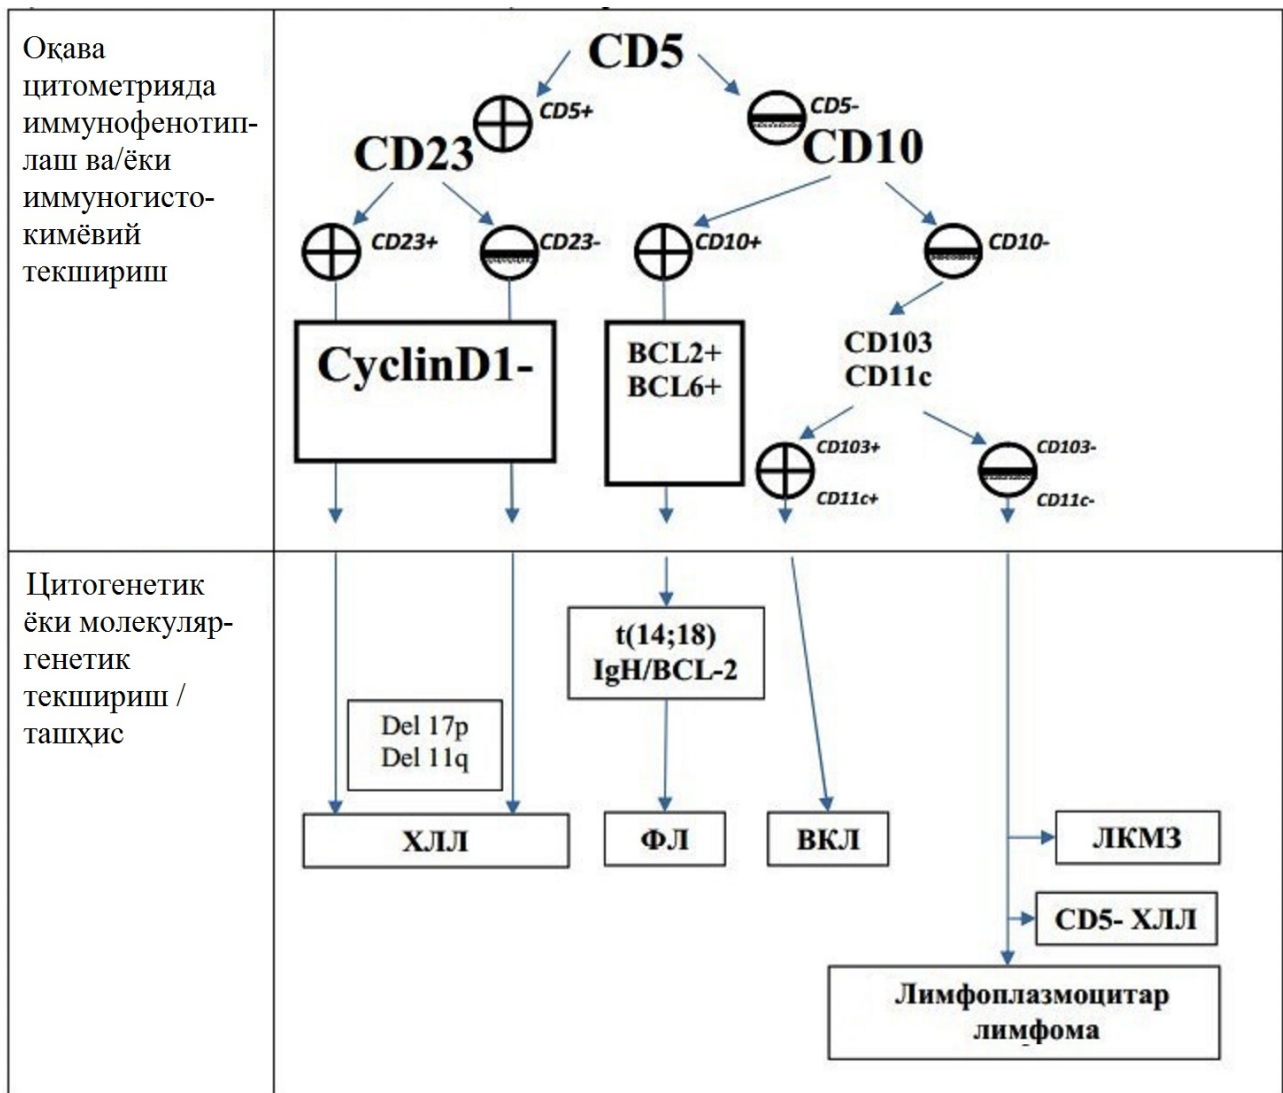 Оқава
цитометрияда
иммунофенотип-
лаш ва/ёки
иммуногисто-
кимёвий
текшириш
CD5
CD5+
CD5-
CD23
CD10
CD23+
CD23-
CD10+
CD10-
CyclinD1-
BCL2+
BCL6+
CD103
CD11c
CD103+
CD11c+
CD103-
CD11c-
Цитогенетик
ёки молекуляр-
генетик
текшириш /
ташҳис
t(14;18)
IgH/BCL-2
Del 17p
Del 11q
ХЛЛ
ФЛ
ВКЛ
ЛКМЗ
CD5- ХЛЛ
Лимфоплазмоцитар
лимфома